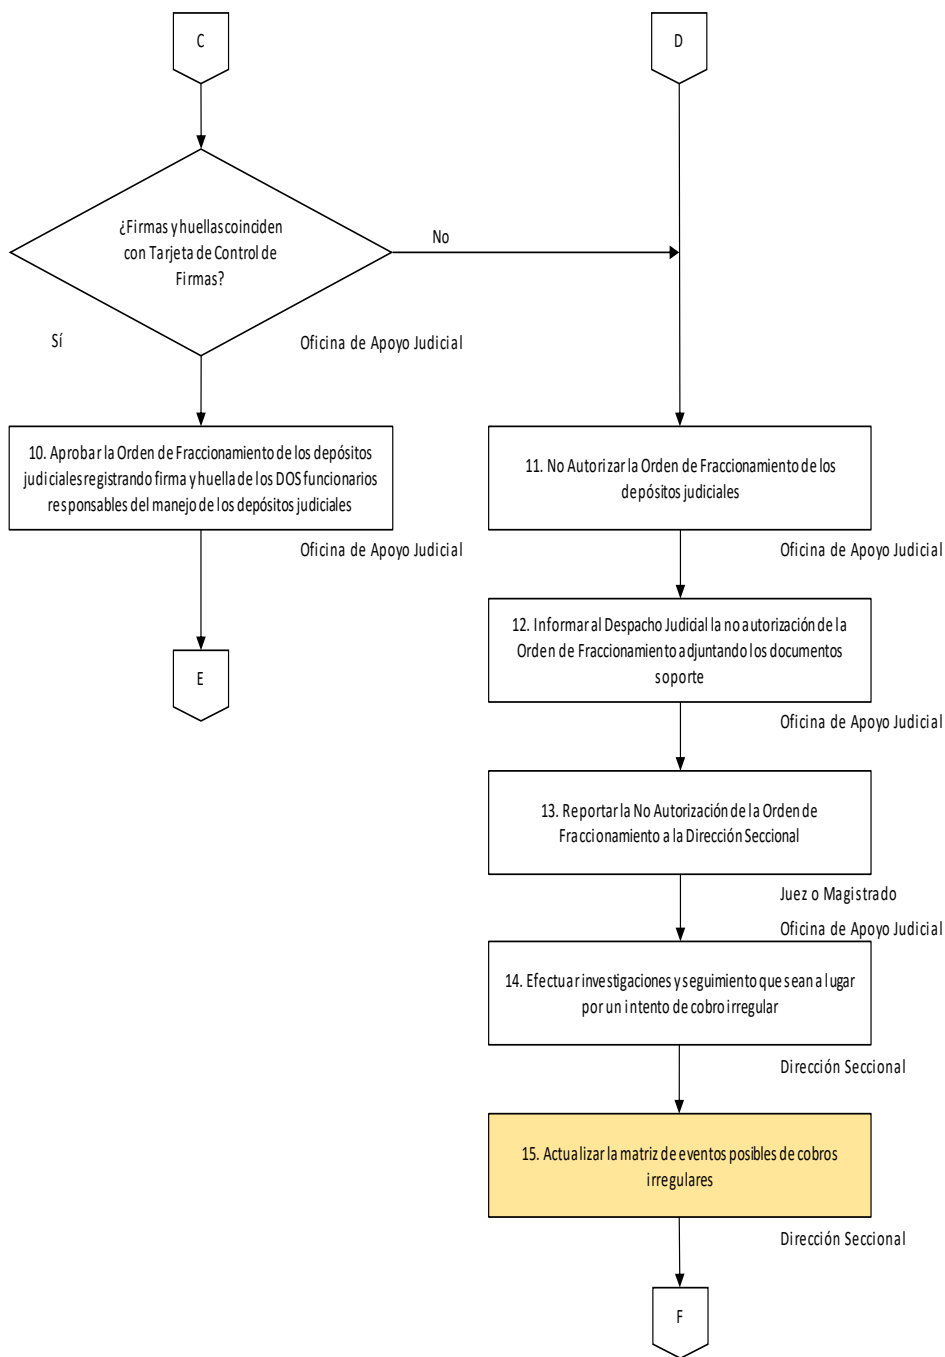 C
D
¿Firmas y huellas coinciden
con Tarjeta de Control de
Firmas?
No
Sí
Oficina de Apoyo Judicial
10. Aprobar la Orden de Fraccionamiento de los depósitos
judiciales registrando firma y huella de los DOS funcionarios
responsables del manejo de los depósitos judiciales
Oficina de Apoyo Judicial
E
11. No Autorizar la Orden de Fraccionamiento de los
depósitos judiciales
Oficina de Apoyo Judicial
12. Informar al Despacho Judicial la no autorización de la
Orden de Fraccionamiento adjuntando los documentos
soporte
Oficina de Apoyo Judicial
13. Reportar la No Autorización de la Orden de
Fraccionamiento a la Dirección Seccional
Juez o Magistrado
Oficina de Apoyo Judicial
14. Efectuar investigaciones y seguimiento que sean a lugar
por un intento de cobro irregular
Dirección Seccional
15. Actualizar la matriz de eventos posibles de cobros
irregulares
Dirección Seccional
F